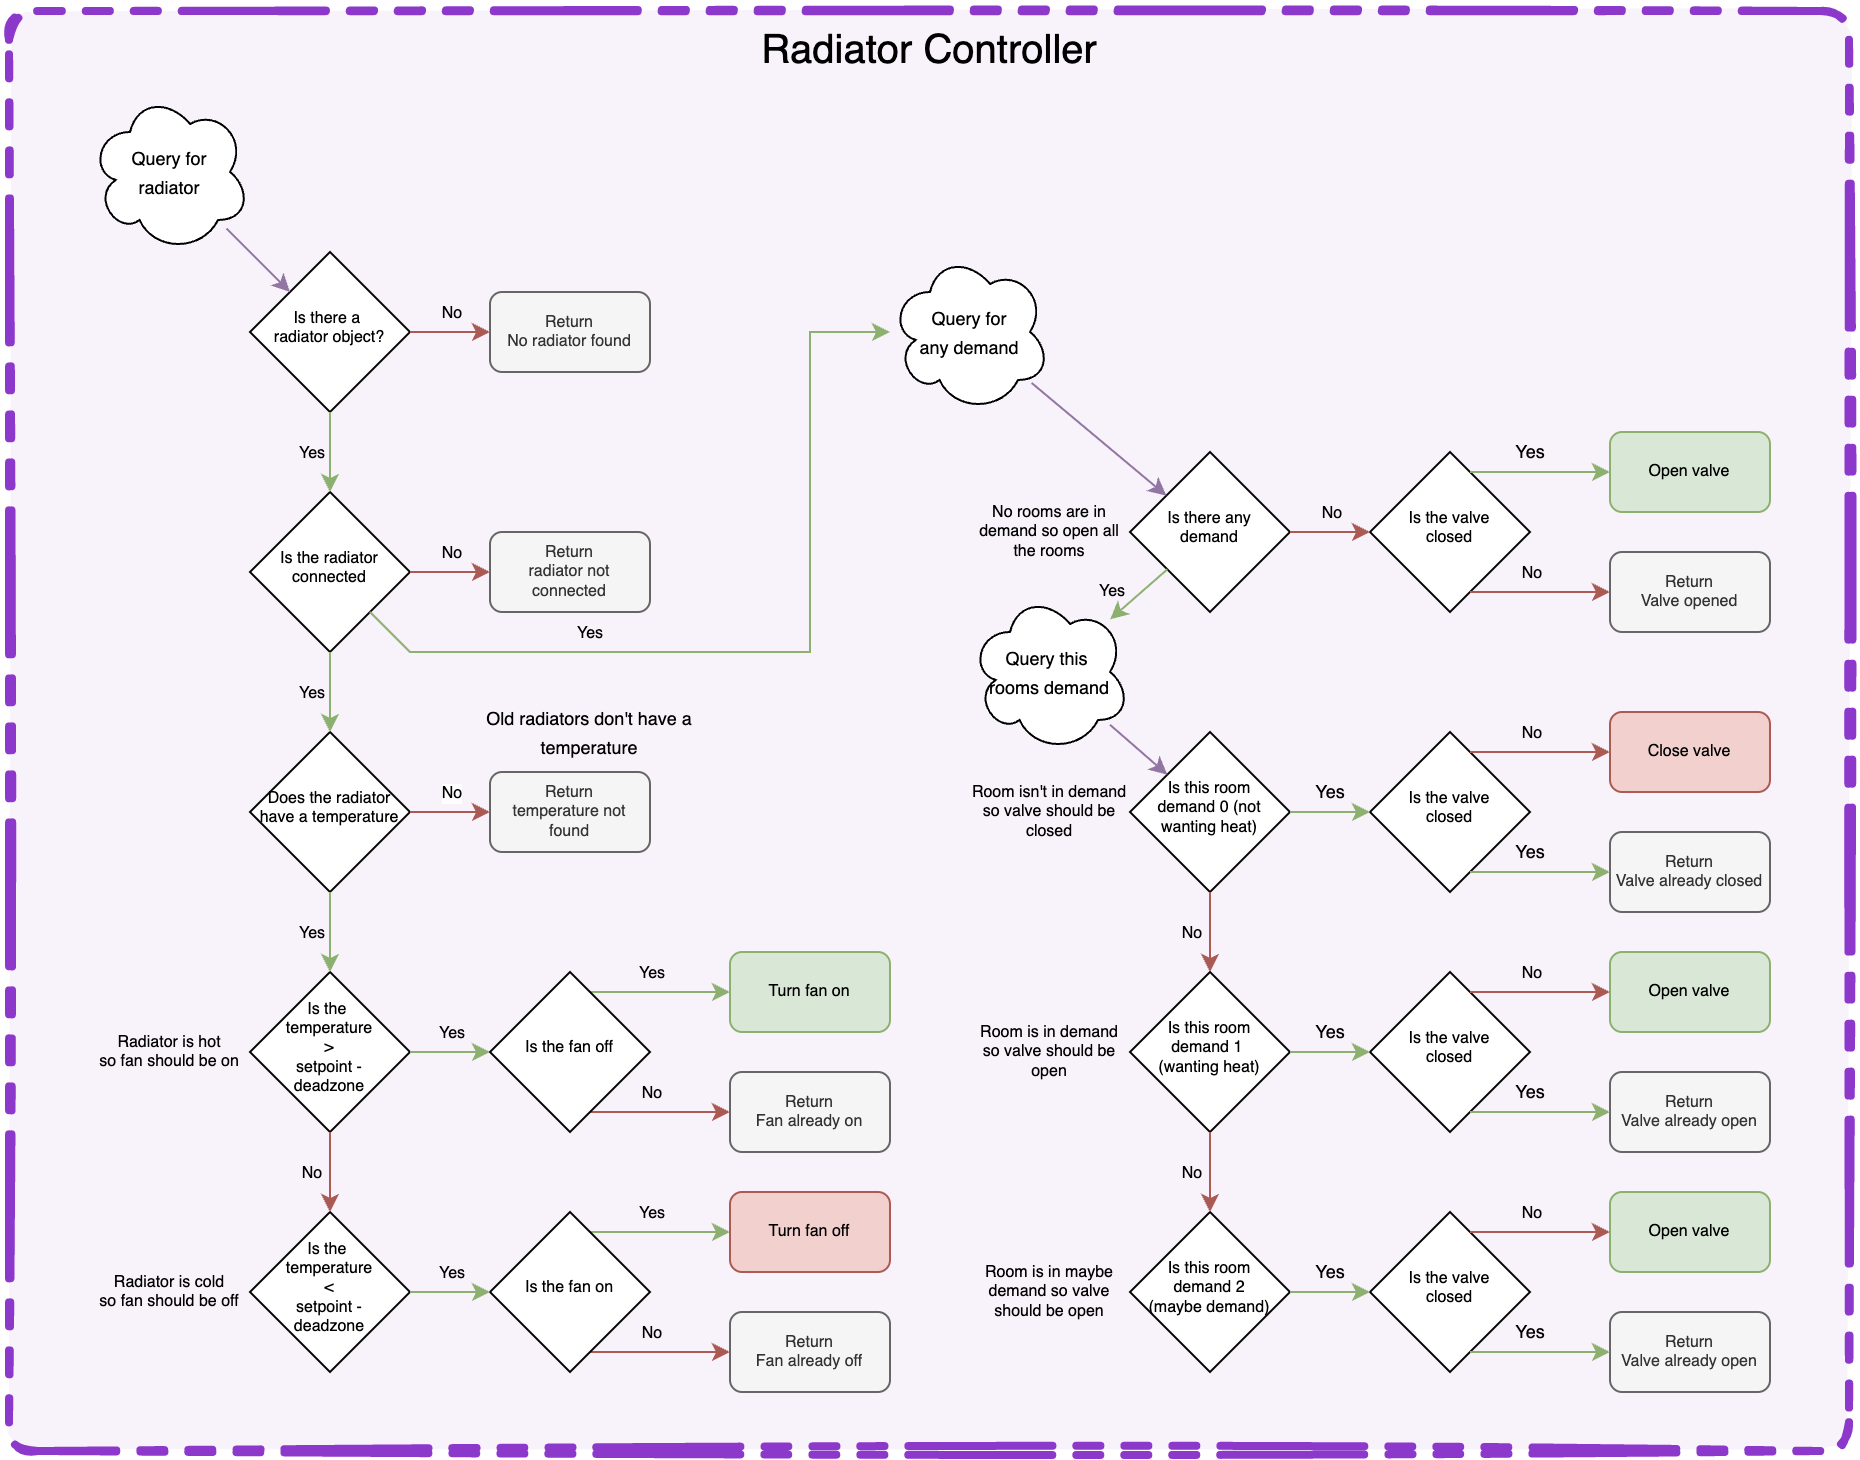 Radiator Controller
Query for
radiator
Is there a
radiator object?
No
Return
No radiator found
Yes
Is the radiator
connected
No
Return
radiator not
connected
Yes
Yes
Old radiators don't have a
temperature
Does the radiator
have a temperature
No
Return
temperature not
found
Yes
Radiator is hot
so fan should be on
Is the
temperature
>
setpoint -
deadzone
Yes
Is the fan off
Yes
Turn fan on
No
Return
Fan already on
No
Radiator is cold
so fan should be off
Is the
temperature
<
setpoint -
deadzone
Yes
Is the fan on
Yes
Turn fan off
No
Return
Fan already off
Query for
any demand
No rooms are in
demand so open all
the rooms
Is there any
demand
No
Is the valve
closed
Yes
Open valve
No
Return
Valve opened
Yes
Query this
rooms demand
Room isn't in demand
so valve should be
closed
Is this room
demand 0 (not
wanting heat)
Yes
Is the valve
closed
No
Close valve
Yes
Return
Valve already closed
No
Room is in demand
so valve should be
open
Is this room
demand 1
(wanting heat)
Yes
Is the valve
closed
No
Open valve
Yes
Return
Valve already open
No
Room is in maybe
demand so valve
should be open
Is this room
demand 2
(maybe demand)
Yes
Is the valve
closed
No
Open valve
Yes
Return
Valve already open